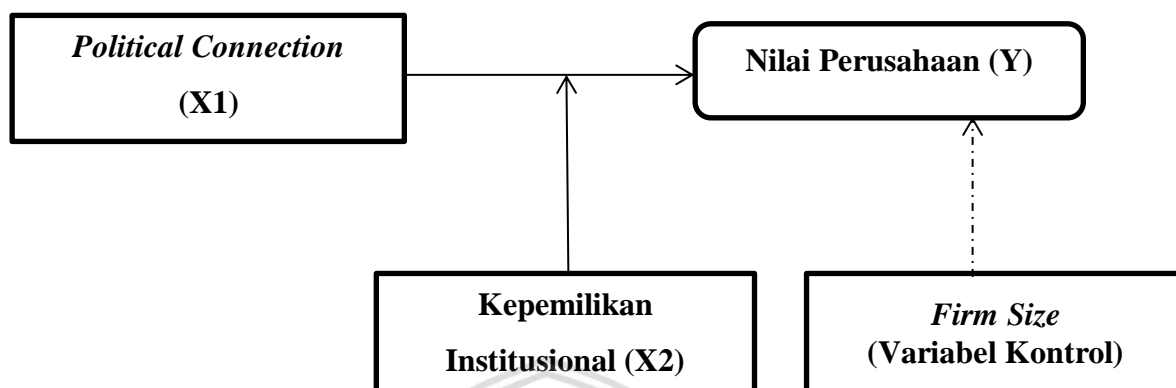 Political Connection
(X1)
Nilai Perusahaan (Y)
Kepemilikan
Institusional (X2)
Firm Size
(Variabel Kontrol)